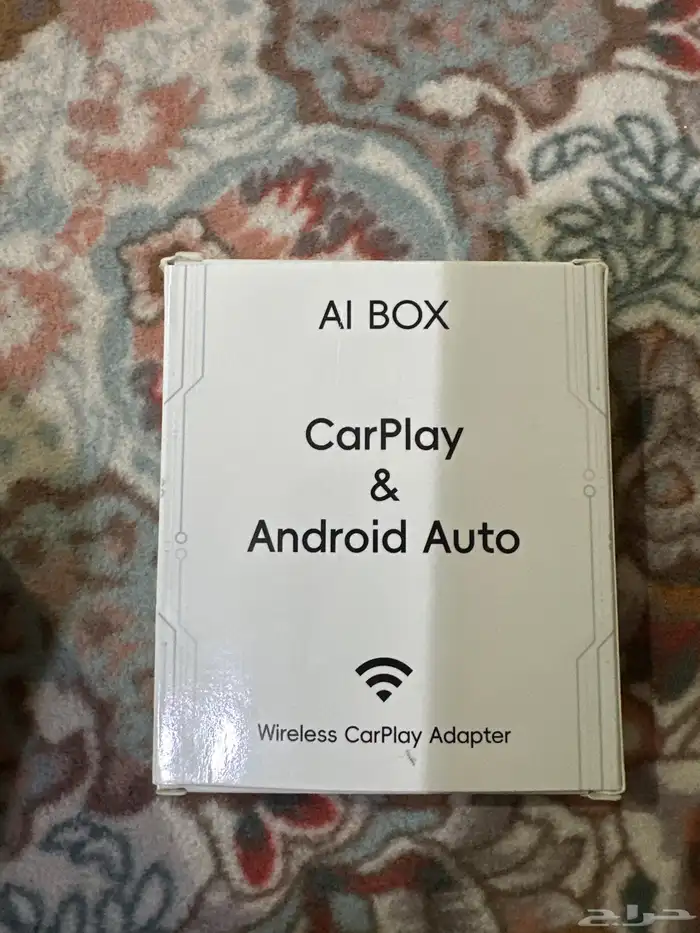 AI BOX
CarPlay
&
Android Auto
Wireless CarPlay Adapter
حراج